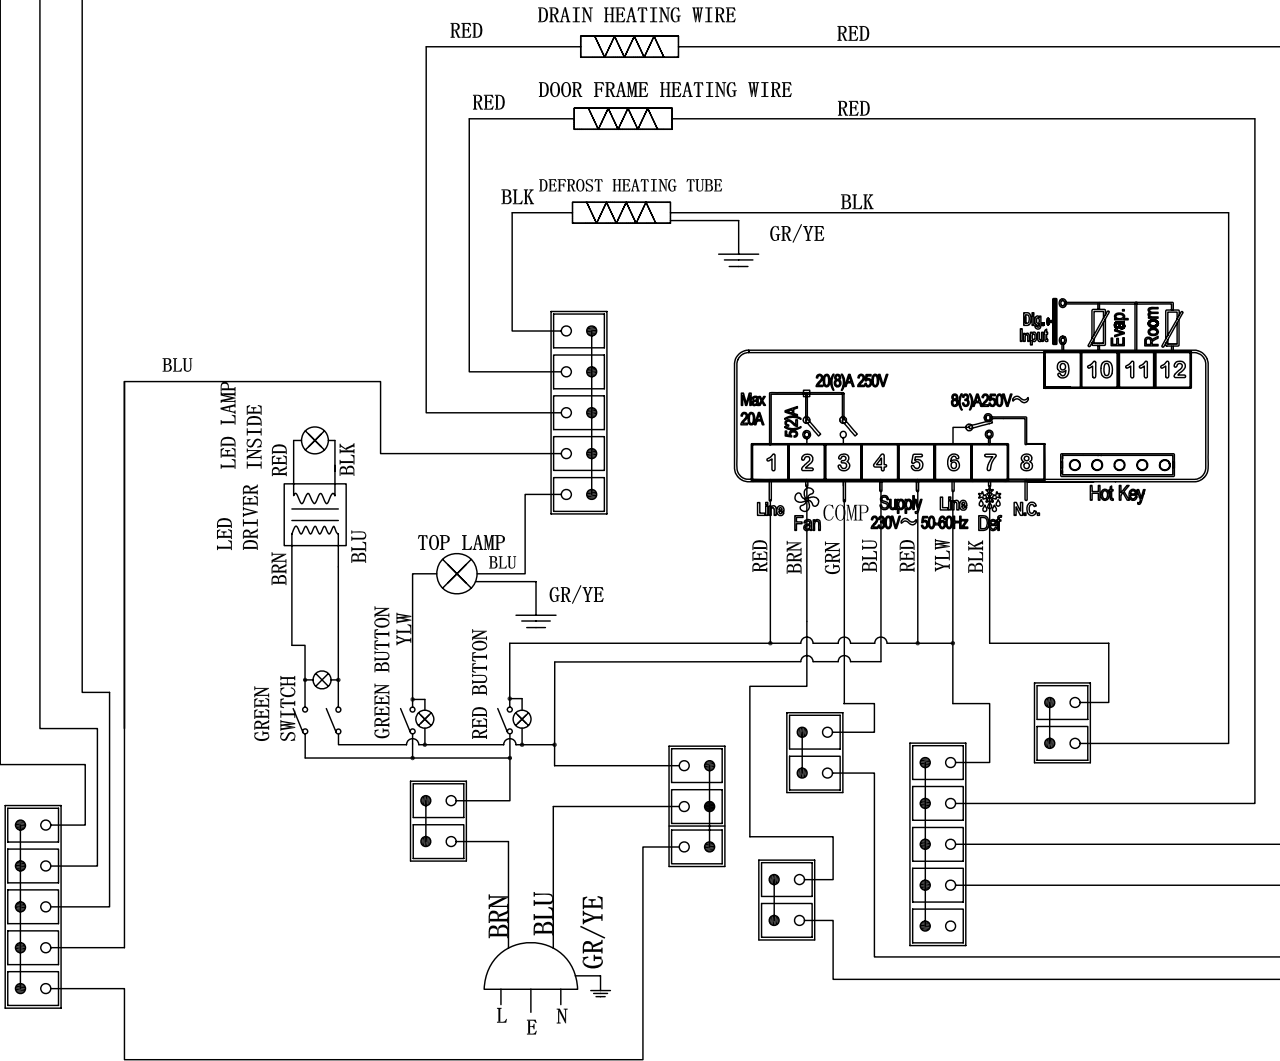 DRAIN HEATING WIRE
RED
RED
DOOR FRAME HEATING WIRE
RED
RED
DEFROST HEATING TUBE
BLK
BLK
GR/YE
Dig.
Input
Evap.
Room
9 10 11 12
BLU
20(8)A 250V
Max
20A
5(2)A
8(3)A250V~
1 2 3 4 5 6 7 8
Hot Key
Line
Fan
COMP
Supply
230V~
Line
50-60Hz
Def
N.C.
RED
BRN
GRN
BLU
RED
YLW
BLK
LED LAMP
INSIDE
RED
BLK
LED
DRIVER
BRN
BLU
TOP LAMP
BLU
GR/YE
GREEN
SWITCH
GREEN BUTTON
YLW
RED BUTTON
BRN
BLU
GR/YE
L
E
N